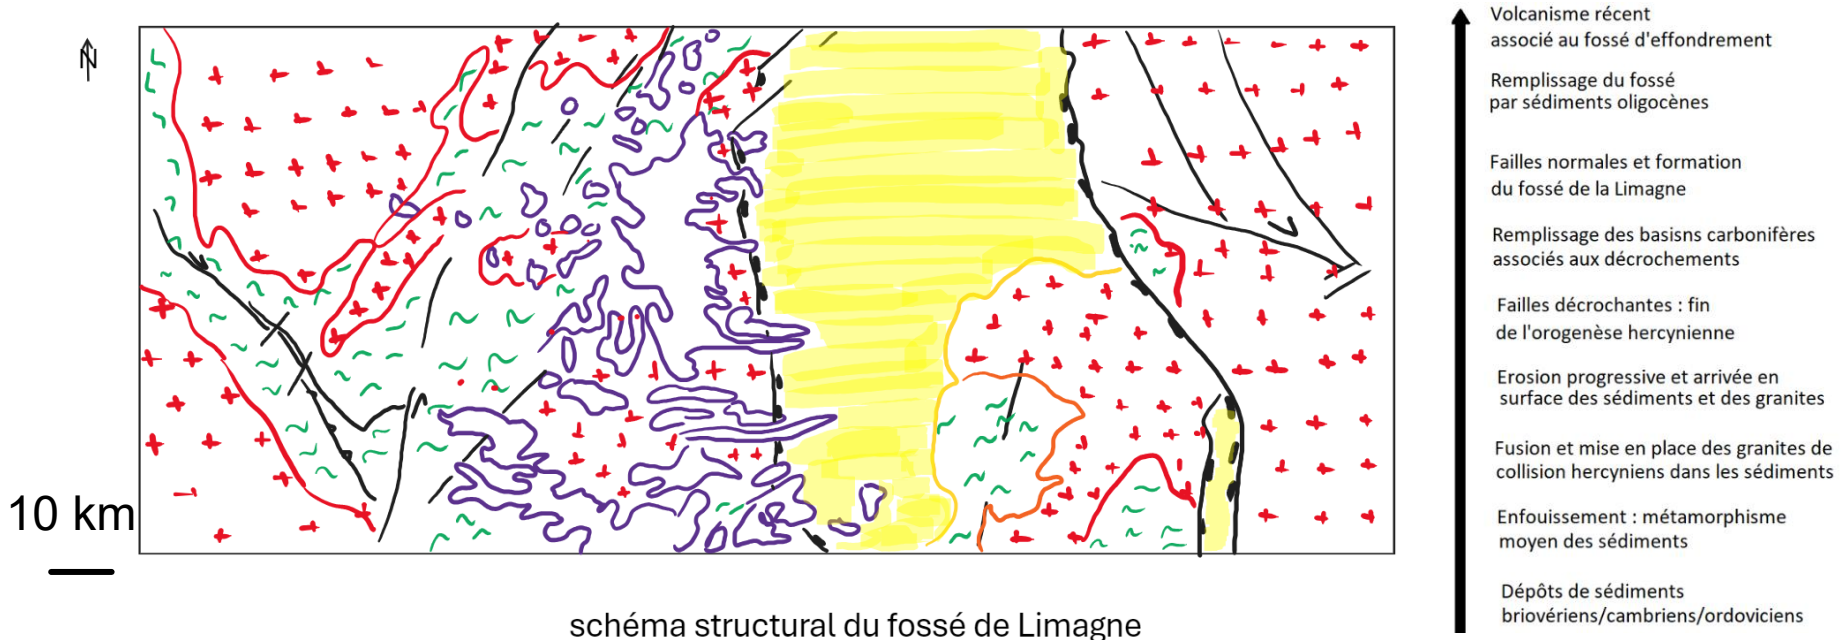 N
10 km
schéma structural du fossé de Limagne
Volcanisme récent
associé au fossé d'effondrement
Remplissage du fossé
par sédiments oligocènes
Failles normales et formation
du fossé de la Limagne
Remplissage des basisns carbonifères
associés aux décrochements
Failles décrochantes : fin
de l'orogenèse hercynienne
Erosion progressive et arrivée en
surface des sédiments et des granites
Fusion et mise en place des granites de
collision hercyniens dans les sédiments
Enfouissement : métamorphisme
moyen des sédiments
Dépôts de sédiments
briovériens/cambriens/ordoviciens